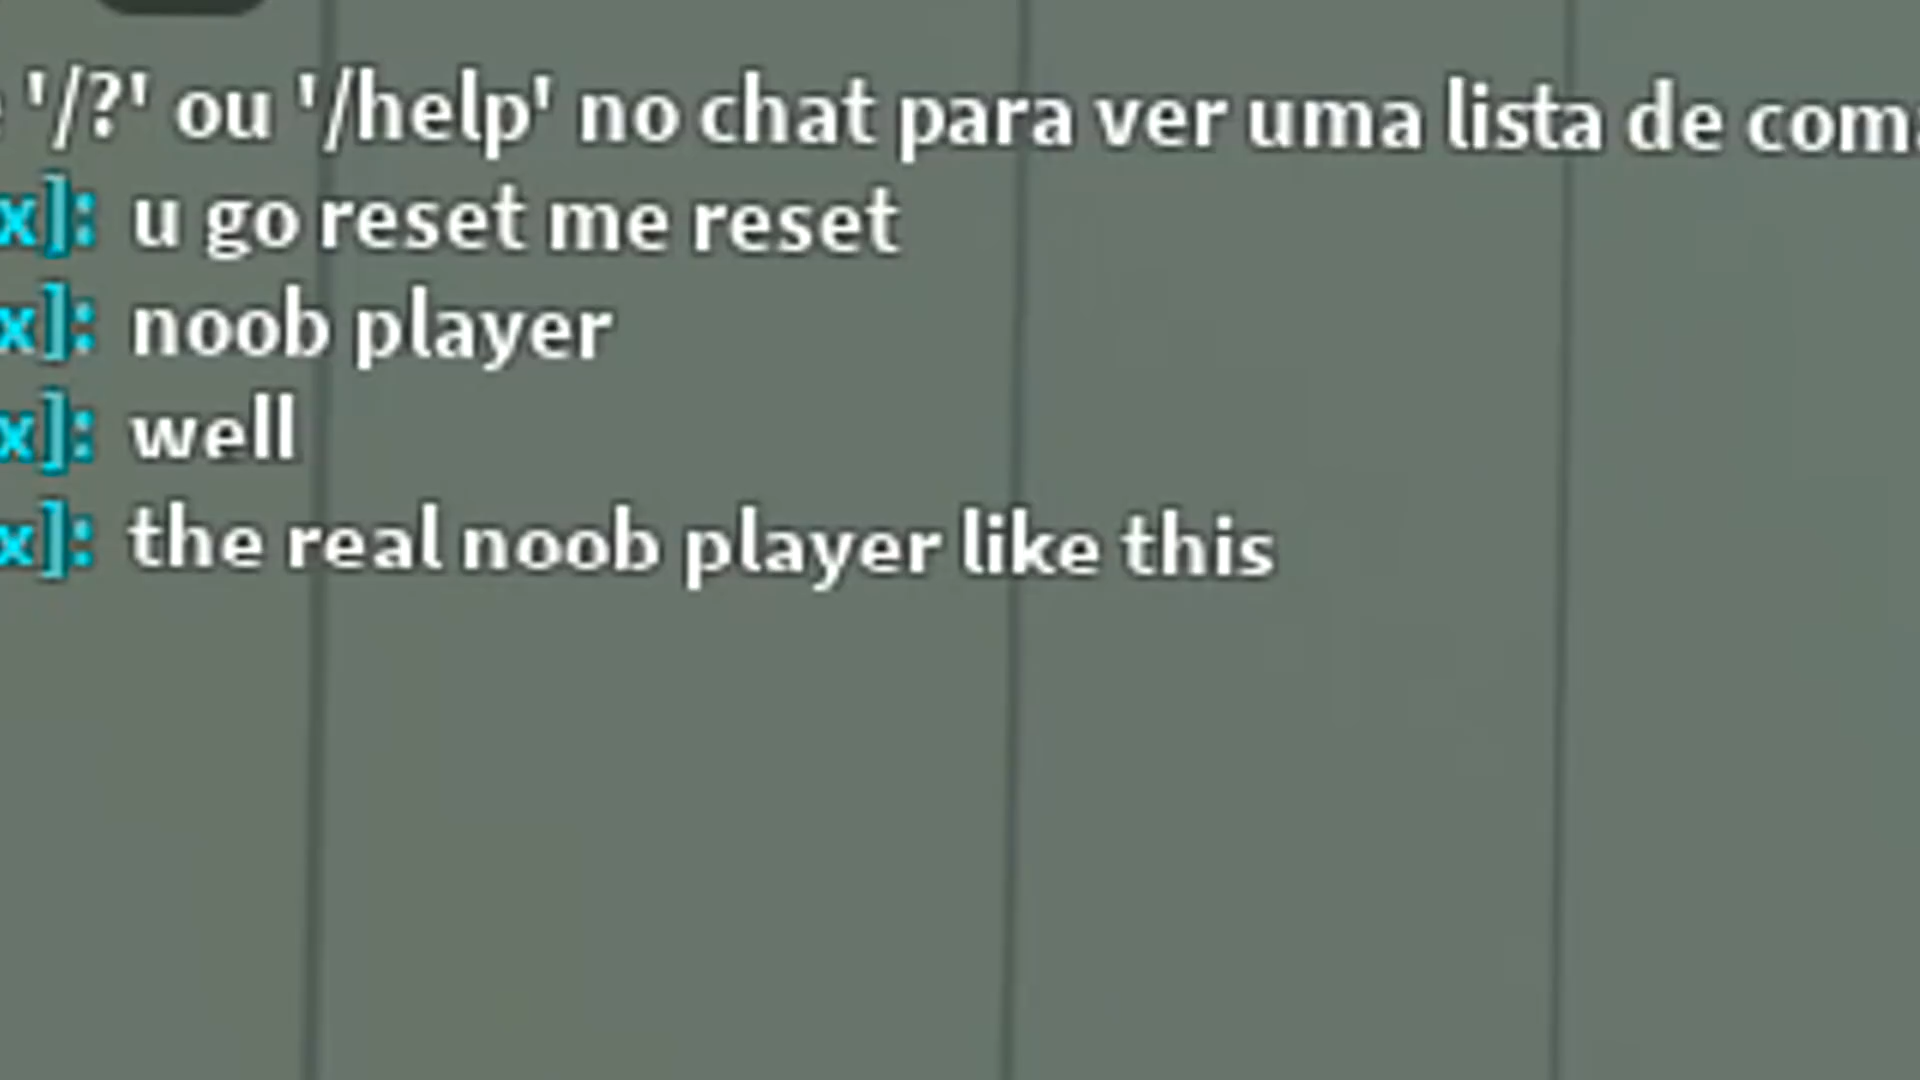 '/?' ou '/help' no chat para ver uma lista de
x]: u go reset me reset
x]: noob player
x]: well
x]: the real noob player like this